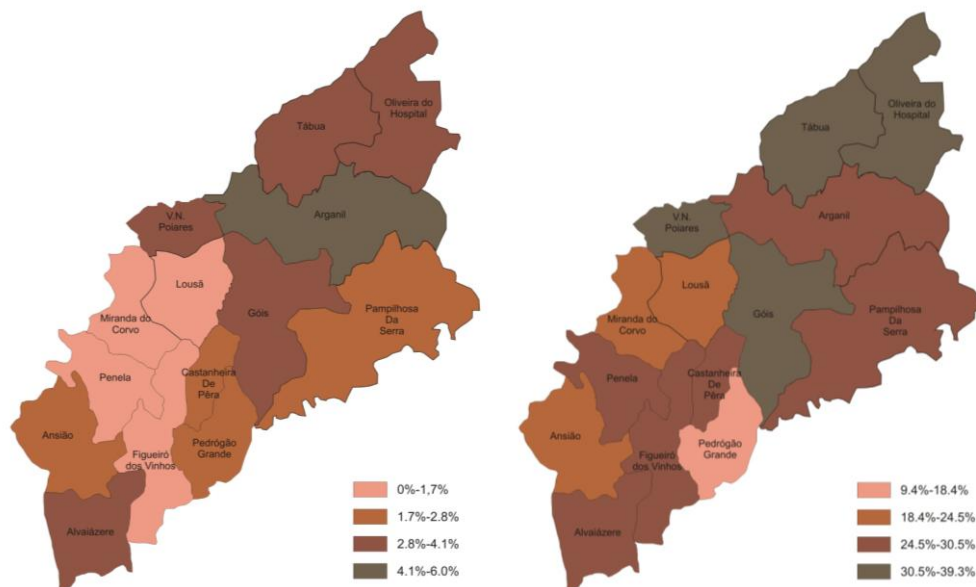 Oliveira do
Hospital
Tábua
V.N.
Poiares
Arganil
Lousã
Góis
Miranda do
Corvo
Pampilhosa
Da
Serra
Penela
Castanheira
De
Pêra
Ansião
Pedrógão
Grande
Figueiró
dos Vinhos
Alvaiázere
0%-1,7%
1.7%-2.8%
2.8%-4.1%
4.1%-6.0%
Oliveira do
Hospital
Tábua
V.N.
Poiares
Arganil
Lousã
Góis
Miranda do
Corvo
Pampilhosa
Da
Serra
Penela
Castanheira
De
Pêra
Ansião
Pedrógão
Grande
Figueiró
dos Vinhos
Alvaiázere
9.4%-18.4%
18.4%-24.5%
24.5%-30.5%
30.5%-39.3%